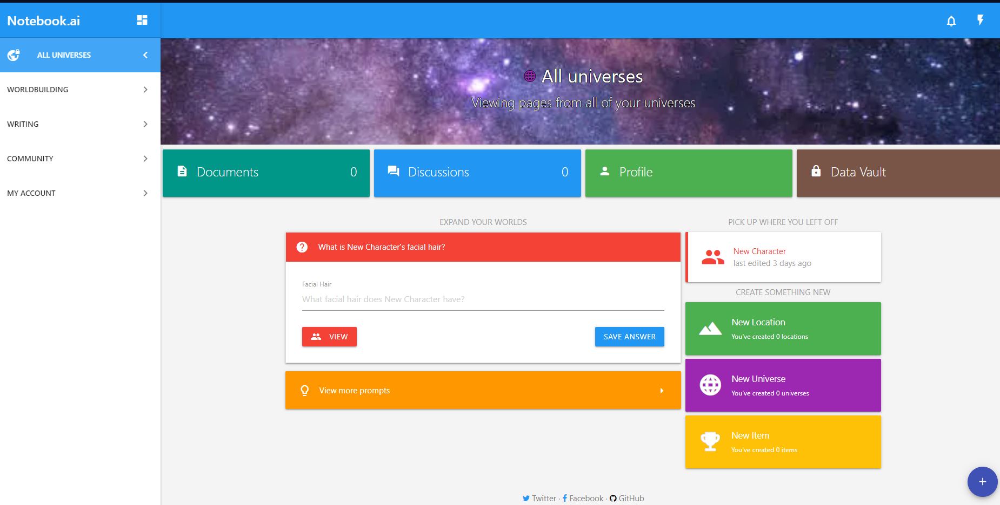 Notebook.ai
ALL UNIVERSES
WORLDBUILDING
WRITING
COMMUNITY
MY ACCOUNT
All universes
Viewing pages from all of your universes
Documents 0
Discussions 0
Profile
Data Vault
EXPAND YOUR WORLDS
What is New Character's facial hair?
Facial Hair
What facial hair does New Character have?
VIEW
SAVE ANSWER
View more prompts
PICK UP WHERE YOU LEFT OFF
New Character
last edited 3 days ago
CREATE SOMETHING NEW
New Location
You've created 0 locations
New Universe
You've created 0 universes
New Item
You've created 0 items
Twitter · Facebook · GitHub